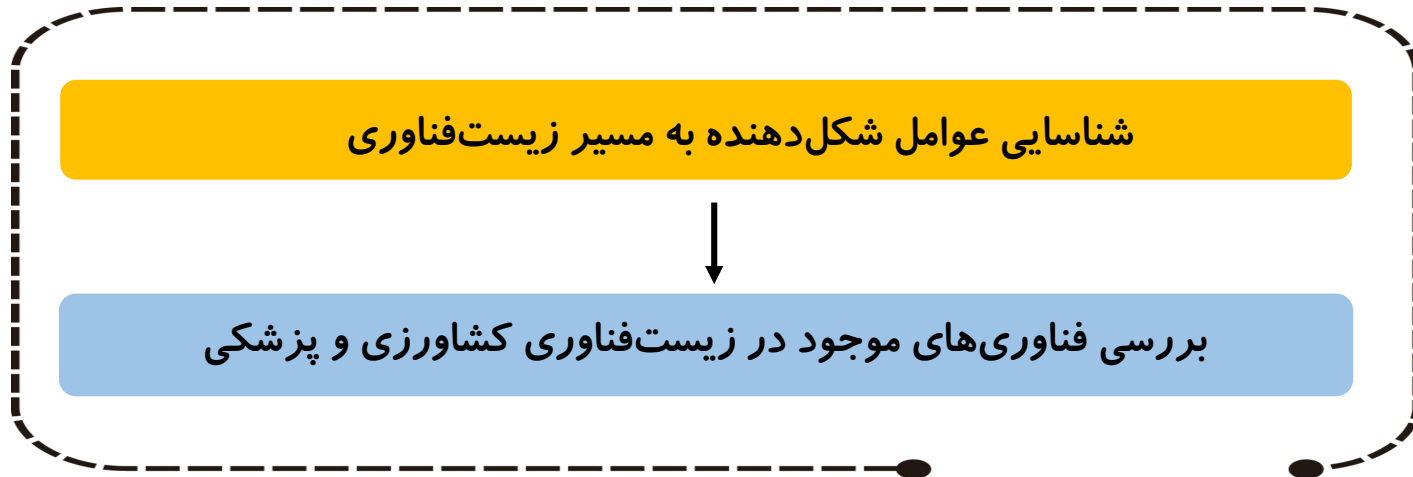 شناسایی عوامل شکل‌دهنده به مسیر زیست‌فناوری
بررسی فناوری‌های موجود در زیست‌فناوری کشاورزی و پزشکی